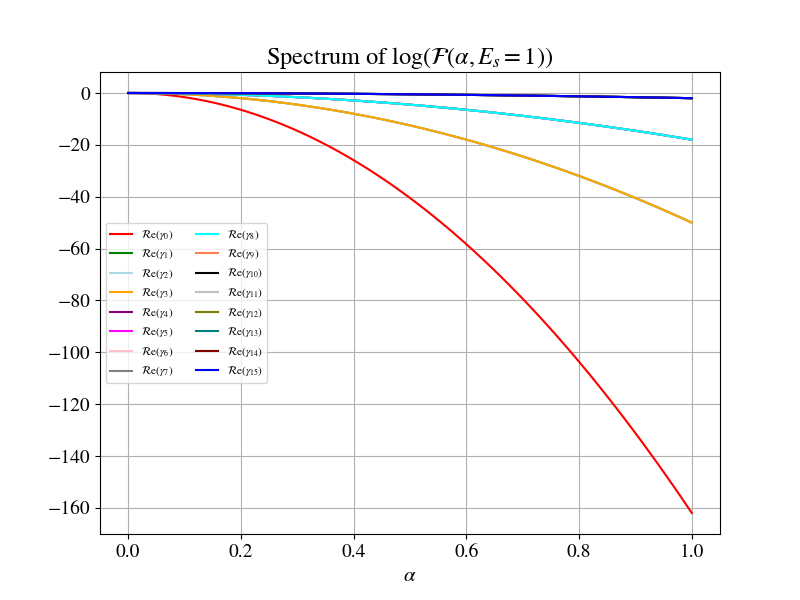 Spectrum of log(𝓕(α, Eₛ = 1))
0
−20
−40
−60
−80
−100
−120
−140
−160
𝓡e(γ₀)
𝓡e(γ₁)
𝓡e(γ₂)
𝓡e(γ₃)
𝓡e(γ₄)
𝓡e(γ₅)
𝓡e(γ₆)
𝓡e(γ₇)
𝓡e(γ₈)
𝓡e(γ₉)
𝓡e(γ₁₀)
𝓡e(γ₁₁)
𝓡e(γ₁₂)
𝓡e(γ₁₃)
𝓡e(γ₁₄)
𝓡e(γ₁₅)
0.0 0.2 0.4 0.6 0.8 1.0
α